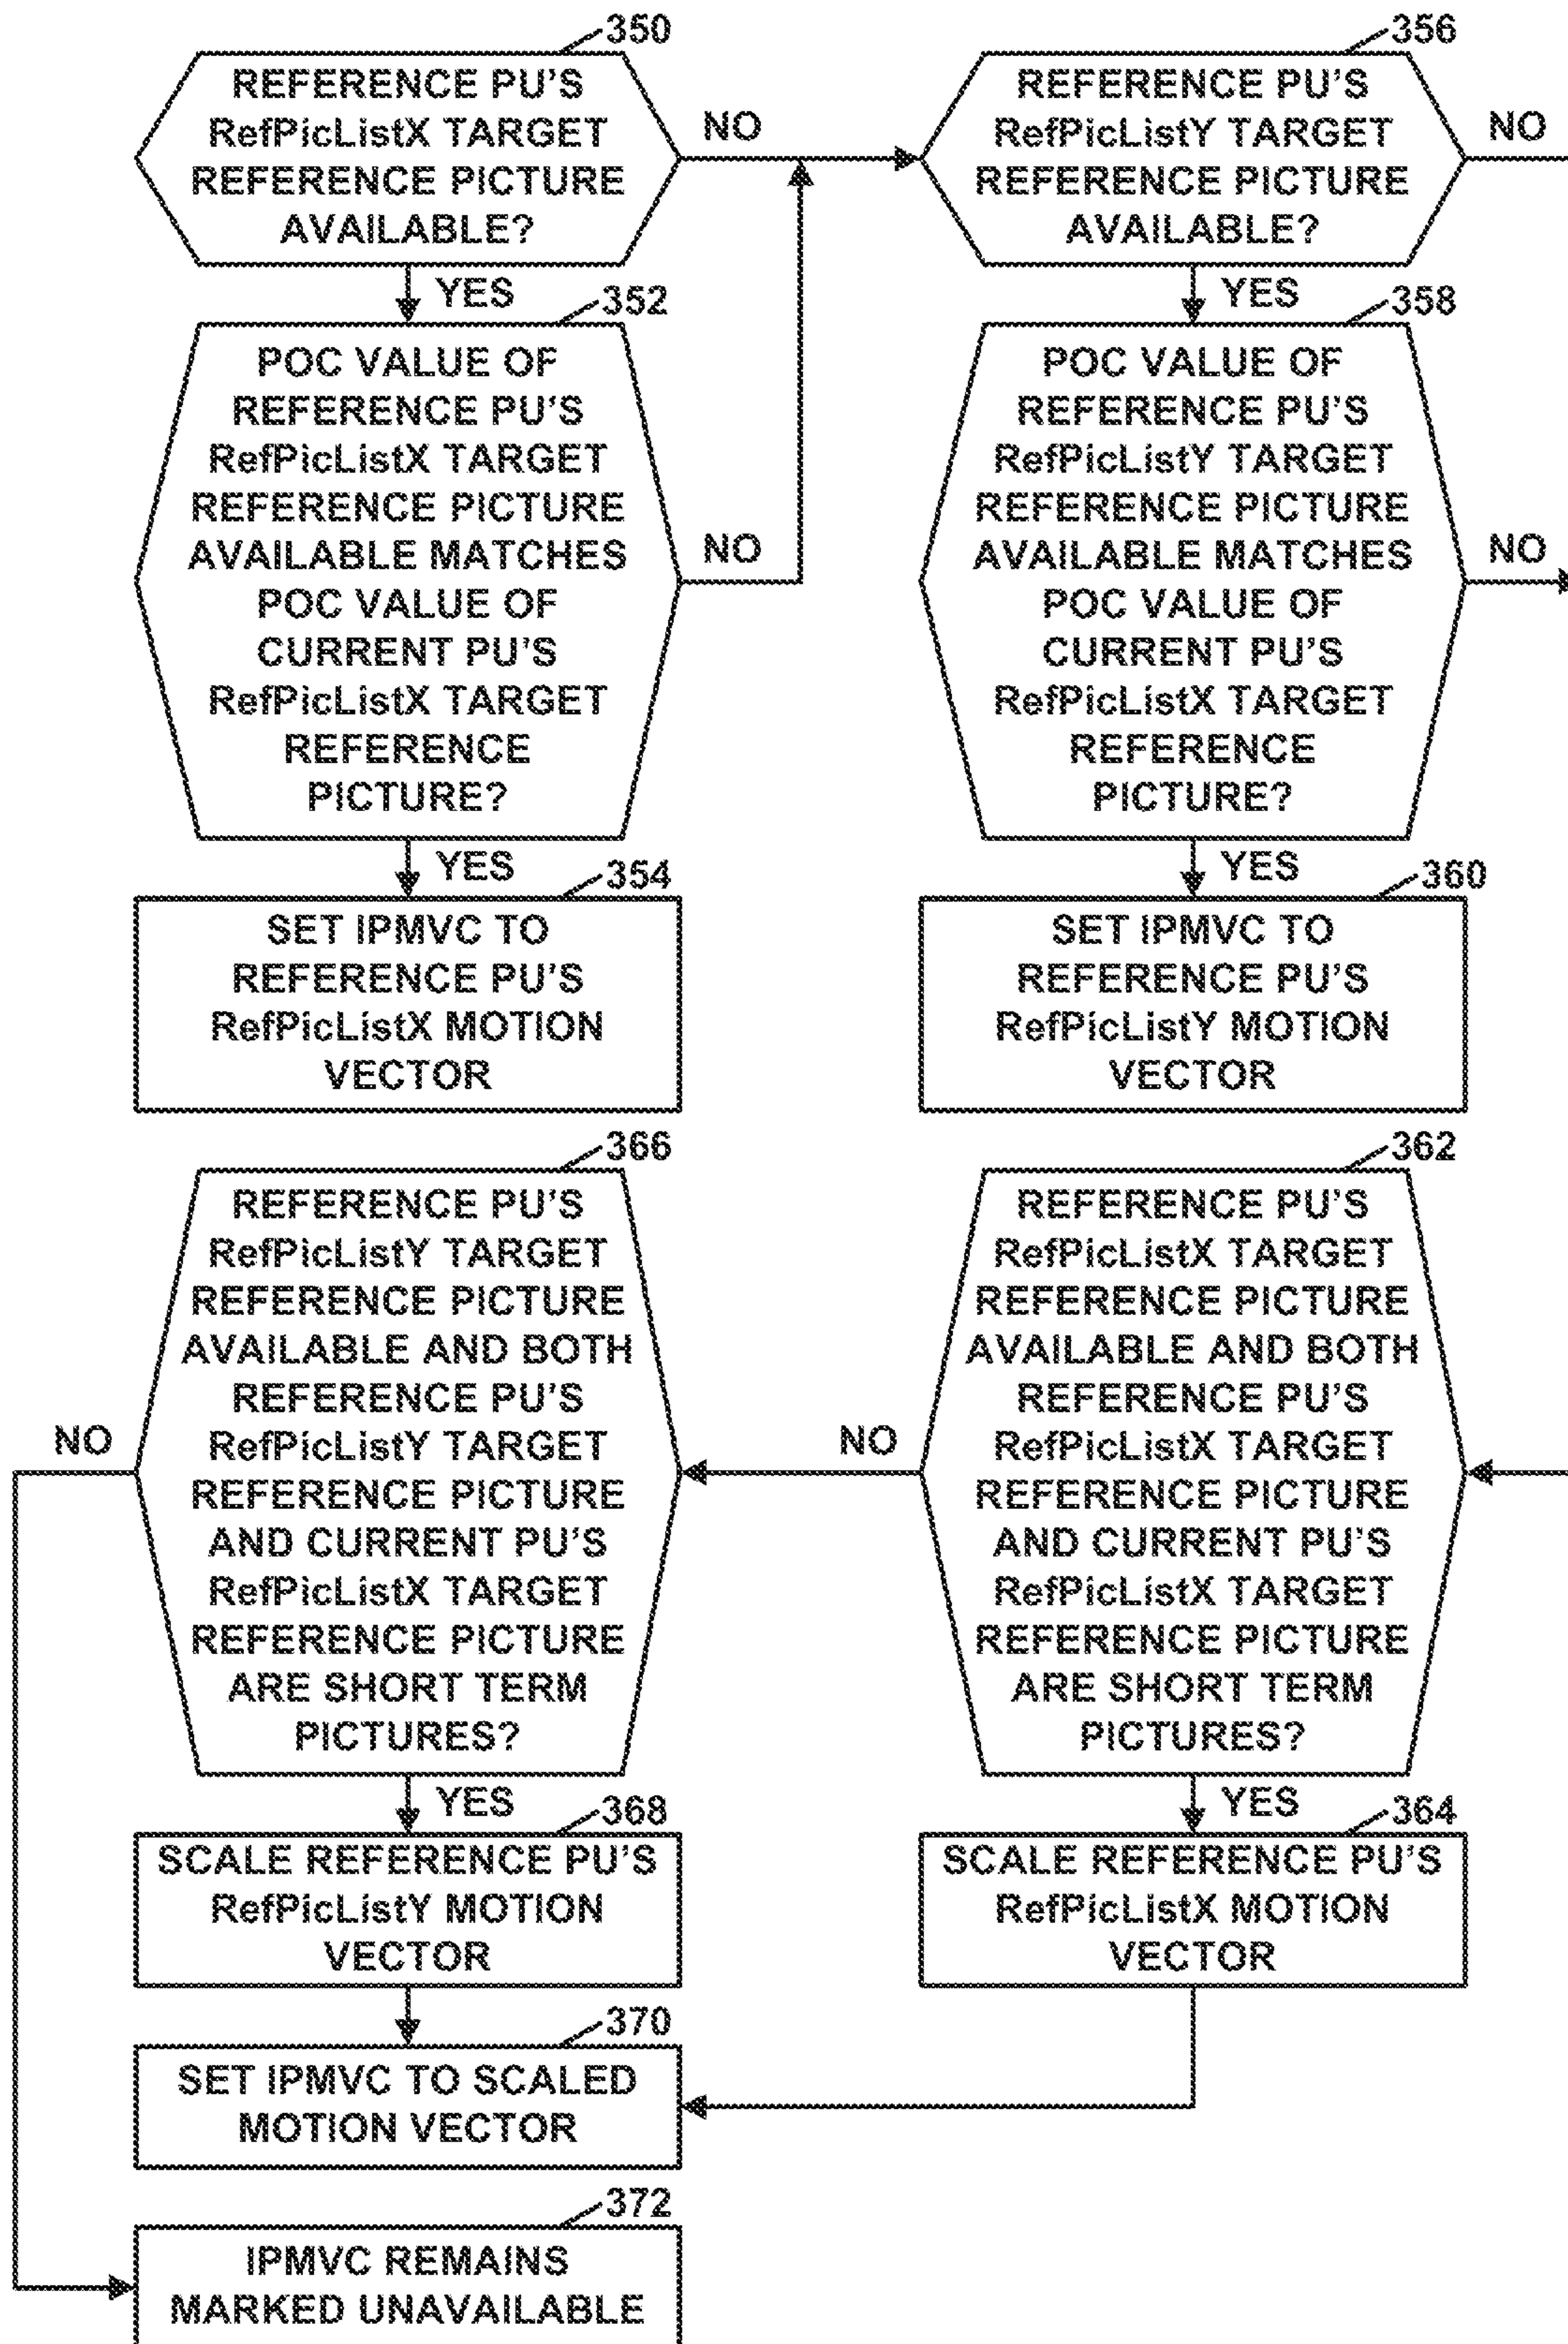 350
REFERENCE PU'S
RefPicListX TARGET
REFERENCE PICTURE
AVAILABLE?
NO
YES
356
REFERENCE PU'S
RefPicListY TARGET
REFERENCE PICTURE
AVAILABLE?
NO
YES
352
POC VALUE OF
REFERENCE PU'S
RefPicListX TARGET
REFERENCE PICTURE
AVAILABLE MATCHES
POC VALUE OF
CURRENT PU'S
RefPicListX TARGET
REFERENCE
PICTURE?
NO
YES
358
POC VALUE OF
REFERENCE PU'S
RefPicListY TARGET
REFERENCE PICTURE
AVAILABLE MATCHES
POC VALUE OF
CURRENT PU'S
RefPicListX TARGET
REFERENCE
PICTURE?
NO
YES
354
SET IPMVC TO
REFERENCE PU'S
RefPicListX MOTION
VECTOR
360
SET IPMVC TO
REFERENCE PU'S
RefPicListY MOTION
VECTOR
366
REFERENCE PU'S
RefPicListY TARGET
REFERENCE PICTURE
AVAILABLE AND BOTH
REFERENCE PU'S
RefPicListY TARGET
REFERENCE PICTURE
AND CURRENT PU'S
RefPicListX TARGET
REFERENCE PICTURE
ARE SHORT TERM
PICTURES?
NO
YES
362
REFERENCE PU'S
RefPicListX TARGET
REFERENCE PICTURE
AVAILABLE AND BOTH
REFERENCE PU'S
RefPicListX TARGET
REFERENCE PICTURE
AND CURRENT PU'S
RefPicListX TARGET
REFERENCE PICTURE
ARE SHORT TERM
PICTURES?
NO
YES
368
SCALE REFERENCE PU'S
RefPicListY MOTION
VECTOR
364
SCALE REFERENCE PU'S
RefPicListX MOTION
VECTOR
370
SET IPMVC TO SCALED
MOTION VECTOR
372
IPMVC REMAINS
MARKED UNAVAILABLE